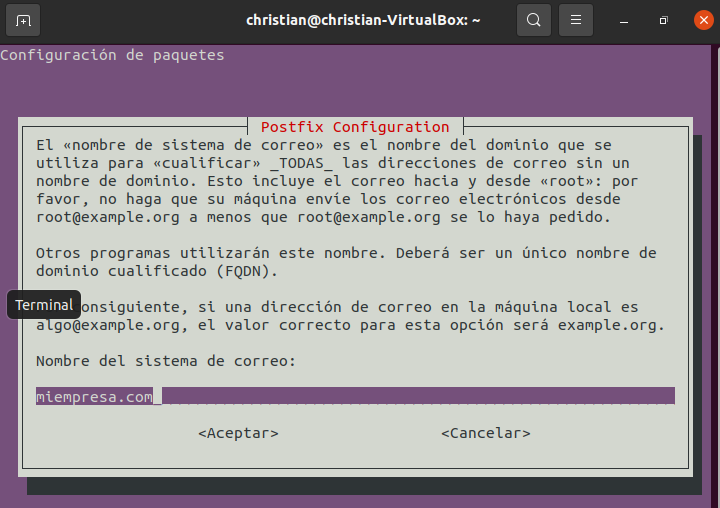 christian@christian-VirtualBox: ~
Configuración de paquetes
Postfix Configuration
El «nombre de sistema de correo» es el nombre del dominio que se
utiliza para «cualificar» _TODAS_ las direcciones de correo sin un
nombre de dominio. Esto incluye el correo hacia y desde «root»: por
favor, no haga que su máquina envíe los correo electrónicos desde
root@example.org a menos que root@example.org se lo haya pedido.
Otros programas utilizarán este nombre. Deberá ser un único nombre de
dominio cualificado (FQDN).
Terminal
onsiguiente, si una dirección de correo en la máquina local es
algo@example.org, el valor correcto para esta opción será example.org.
Nombre del sistema de correo:
miempresa.com
<Aceptar> <Cancelar>